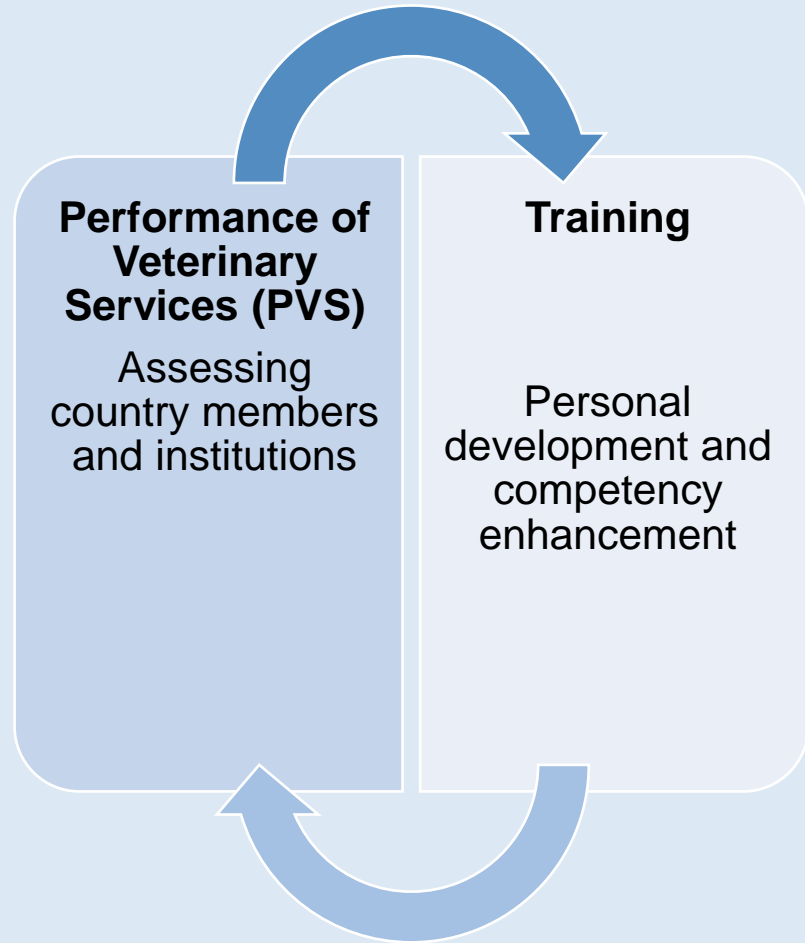 Performance of
Veterinary
Services (PVS)
Assessing
country members
and institutions
Training
Personal
development and
competency
enhancement